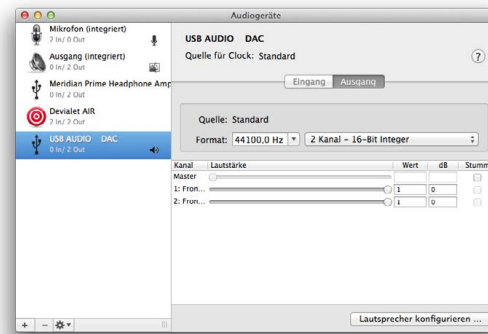 Audiogeräte
Mikrofon (integriert)
2 In/ 0 Out
Ausgang (integriert)
0 In/ 2 Out
Meridian Prime Headphone Amp
0 In/ 2 Out
Devialet AIR
2 In/ 2 Out
USB AUDIO DAC
0 In/ 2 Out
USB AUDIO DAC
Quelle für Clock: Standard
?
Eingang Ausgang
Quelle: Standard
Format: 44100,0 Hz 2 Kanal – 16-Bit Integer
Kanal Lautstärke Wert dB Stumm
Master
1: Fron... 1 0
2: Fron... 1 0
+ −
Lautsprecher konfigurieren ...